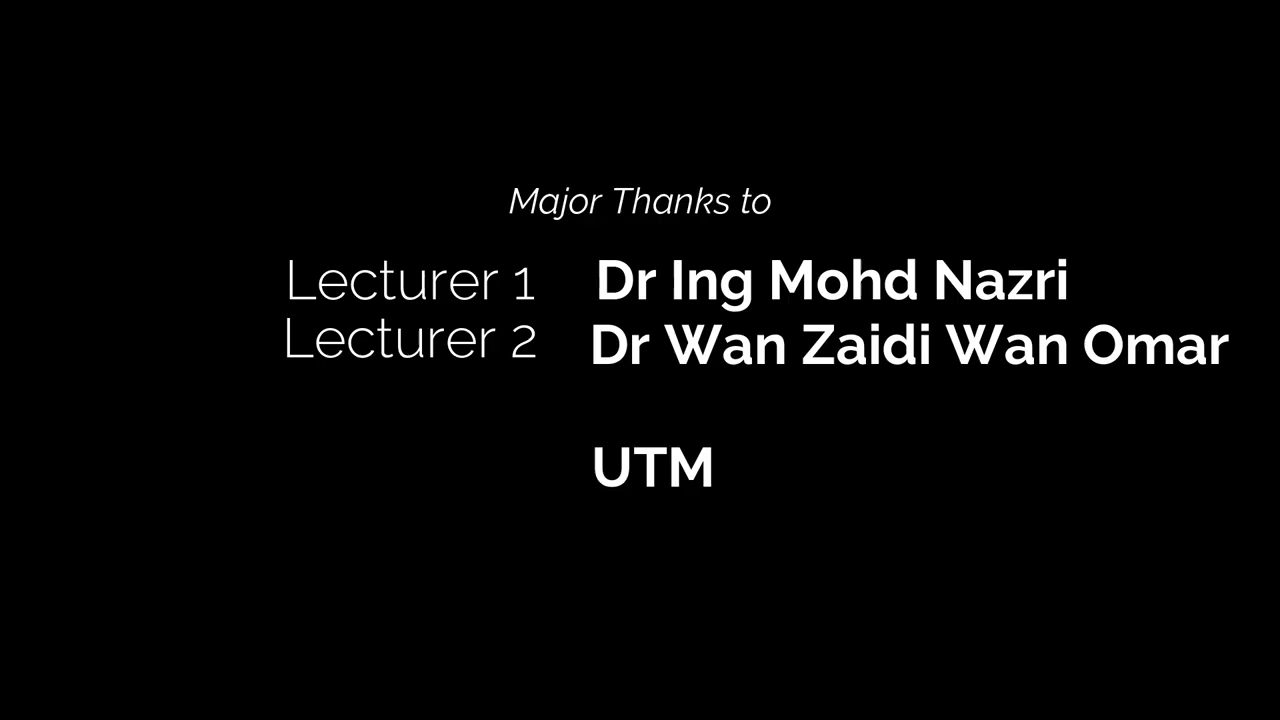 Major Thanks to
Lecturer 1 Dr Ing Mohd Nazri
Lecturer 2 Dr Wan Zaidi Wan Omar
UTM